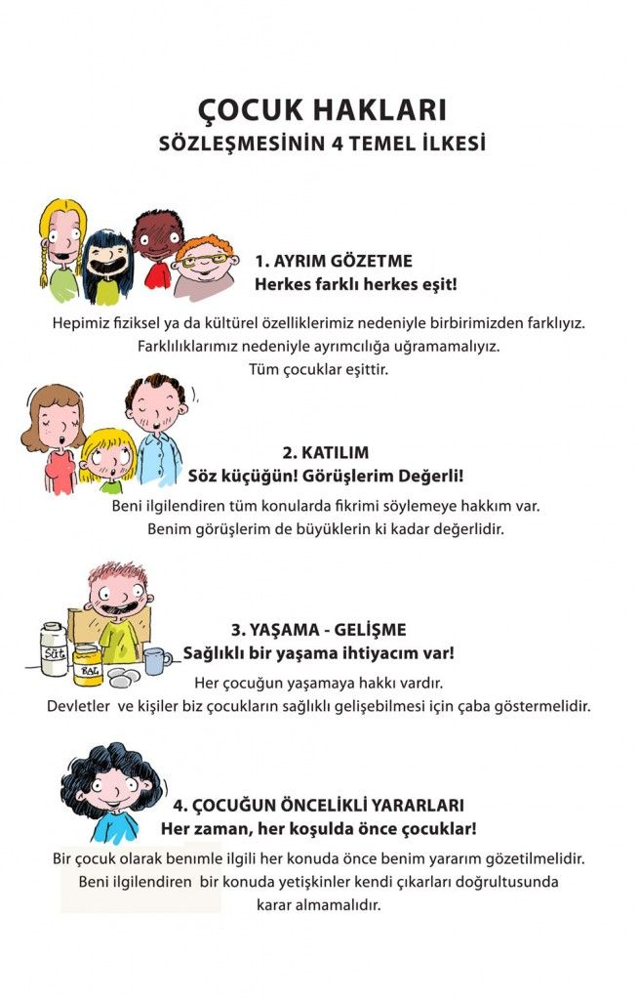 ÇOCUK HAKLARI
SÖZLEŞMESİNİN 4 TEMEL İLKESİ
1. AYRIM GÖZETME
Herkes farklı herkes eşit!
Hepimiz fiziksel ya da kültürel özelliklerimiz nedeniyle birbirimizden farklıyız.
Farklılıklarımız nedeniyle ayrımcılığa uğramamalıyız.
Tüm çocuklar eşittir.
2. KATILIM
Söz küçüğün! Görüşlerim Değerli!
Beni ilgilendiren tüm konularda fikrimi söylemeye hakkım var.
Benim görüşlerim de büyüklerin ki kadar değerlidir.
3. YAŞAMA - GELİŞME
Sağlıklı bir yaşama ihtiyacım var!
SÜt
BAL
Her çocuğun yaşamaya hakkı vardır.
Devletler ve kişiler biz çocukların sağlıklı gelişebilmesi için çaba göstermelidir.
4. ÇOCUĞUN ÖNCELİKLİ YARARLARI
Her zaman, her koşulda önce çocuklar!
Bir çocuk olarak benımle ilgili her konuda önce benim yararım gözetilmelidir.
Beni ilgilendiren bir konuda yetişkinler kendi çıkarları doğrultusunda
karar almamalıdır.